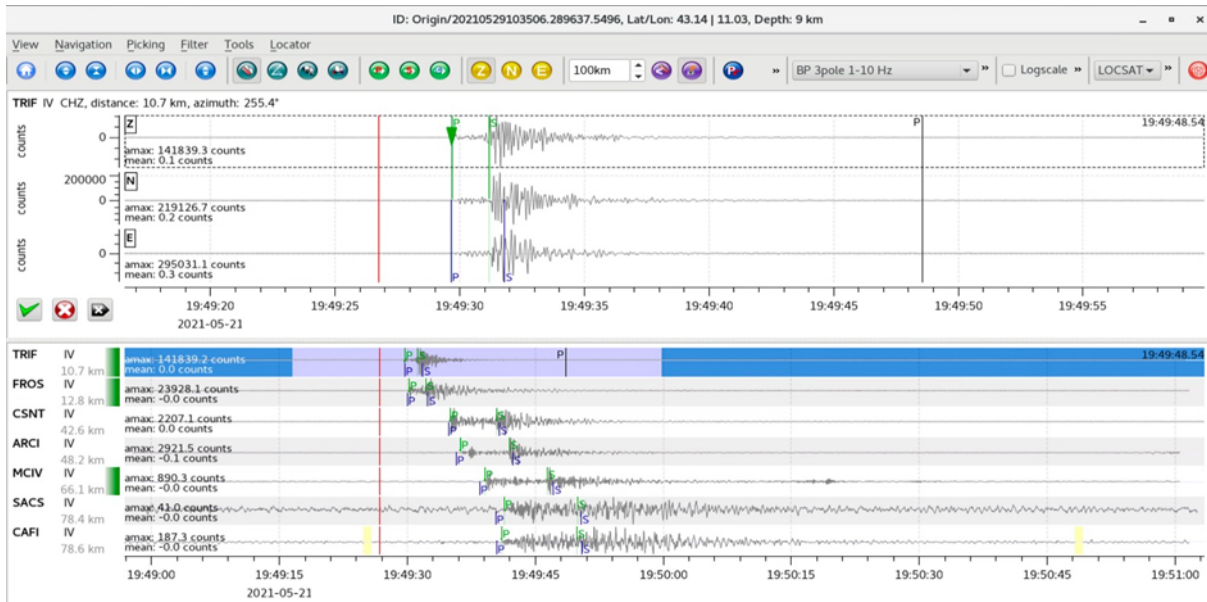 ID: Origin/20210529103506.289637.5496, Lat/Lon: 43.14 | 11.03, Depth: 9 km
View Navigation Picking Filter Tools Locator
Z Z N E 100km P » BP 3pole 1-10 Hz » Logscale » LOCSAT »
TRIF IV CHZ, distance: 10.7 km, azimuth: 255.4°
counts
0
Z
amax: 141839.3 counts
mean: 0.1 counts
P S P 19:49:48.54
counts
200000
0
N
amax: 219126.7 counts
mean: 0.2 counts
counts
0
E
amax: 295031.1 counts
mean: 0.3 counts
P S
19:49:20 19:49:25 19:49:30 19:49:35 19:49:40 19:49:45 19:49:50 19:49:55
2021-05-21
TRIF IV
10.7 km
amax: 141839.2 counts
mean: 0.0 counts
P S P 19:49:48.54
P S
FROS IV
12.8 km
amax: 23928.1 counts
mean: -0.0 counts
P S
P S
CSNT IV
42.6 km
amax: 2207.1 counts
mean: 0.0 counts
P S
P S
ARCI IV
48.2 km
amax: 2921.5 counts
mean: -0.1 counts
P S
P S
MCIV IV
66.1 km
amax: 890.3 counts
mean: -0.0 counts
P S
P S
SACS IV
78.4 km
amax: 41.0 counts
mean: -0.0 counts
P S
P S
CAFI IV
78.6 km
amax: 187.3 counts
mean: -0.0 counts
P S
P S
19:49:00 19:49:15 19:49:30 19:49:45 19:50:00 19:50:15 19:50:30 19:50:45 19:51:00
2021-05-21